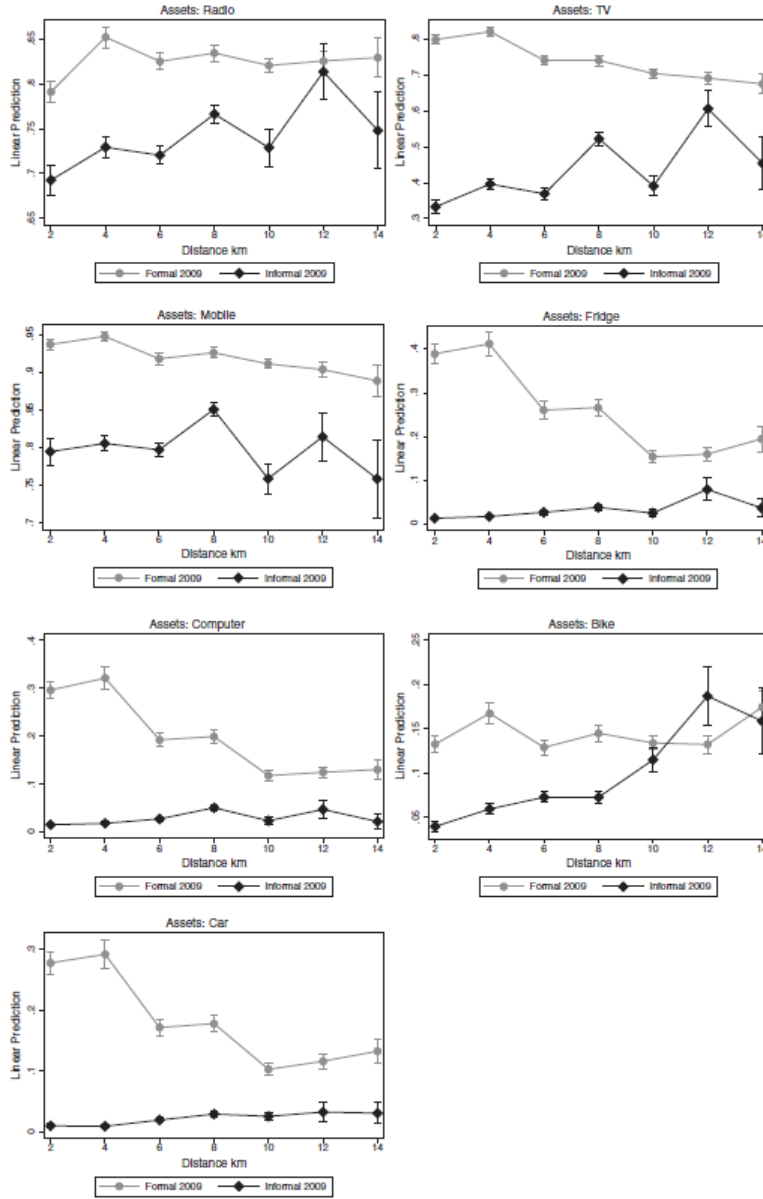 Assets: Radio
Linear Prediction
.85
.8
.75
.7
.65
2 4 6 8 10 12 14
Distance km
Formal 2009 Informal 2009
Assets: TV
Linear Prediction
.8
.7
.6
.5
.4
.3
2 4 6 8 10 12 14
Distance km
Formal 2009 Informal 2009
Assets: Mobile
Linear Prediction
.95
.9
.85
.8
.75
.7
2 4 6 8 10 12 14
Distance km
Formal 2009 Informal 2009
Assets: Fridge
Linear Prediction
.4
.3
.2
.1
0
2 4 6 8 10 12 14
Distance km
Formal 2009 Informal 2009
Assets: Computer
Linear Prediction
.4
.3
.2
.1
0
2 4 6 8 10 12 14
Distance km
Formal 2009 Informal 2009
Assets: Bike
Linear Prediction
.25
.2
.15
.1
.05
2 4 6 8 10 12 14
Distance km
Formal 2009 Informal 2009
Assets: Car
Linear Prediction
.3
.2
.1
0
2 4 6 8 10 12 14
Distance km
Formal 2009 Informal 2009